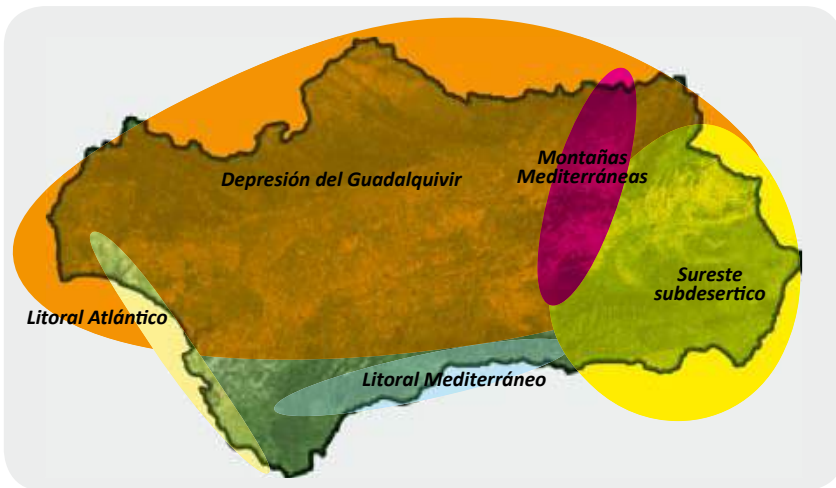 Depresión del Guadalquivir
Montañas
Mediterráneas
Sureste
subdesertico
Litoral Atlántico
Litoral Mediterráneo